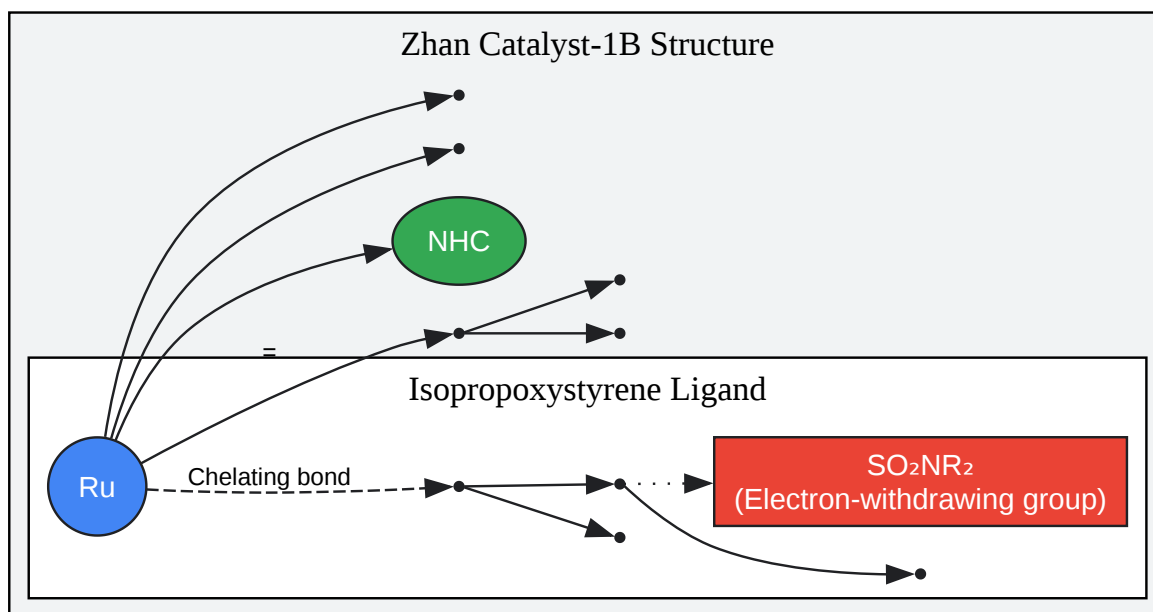 Zhan Catalyst-1B Structure
NHC
=
Isopropoxystyrene Ligand
Ru
Chelating bond
SO₂NR₂
(Electron-withdrawing group)